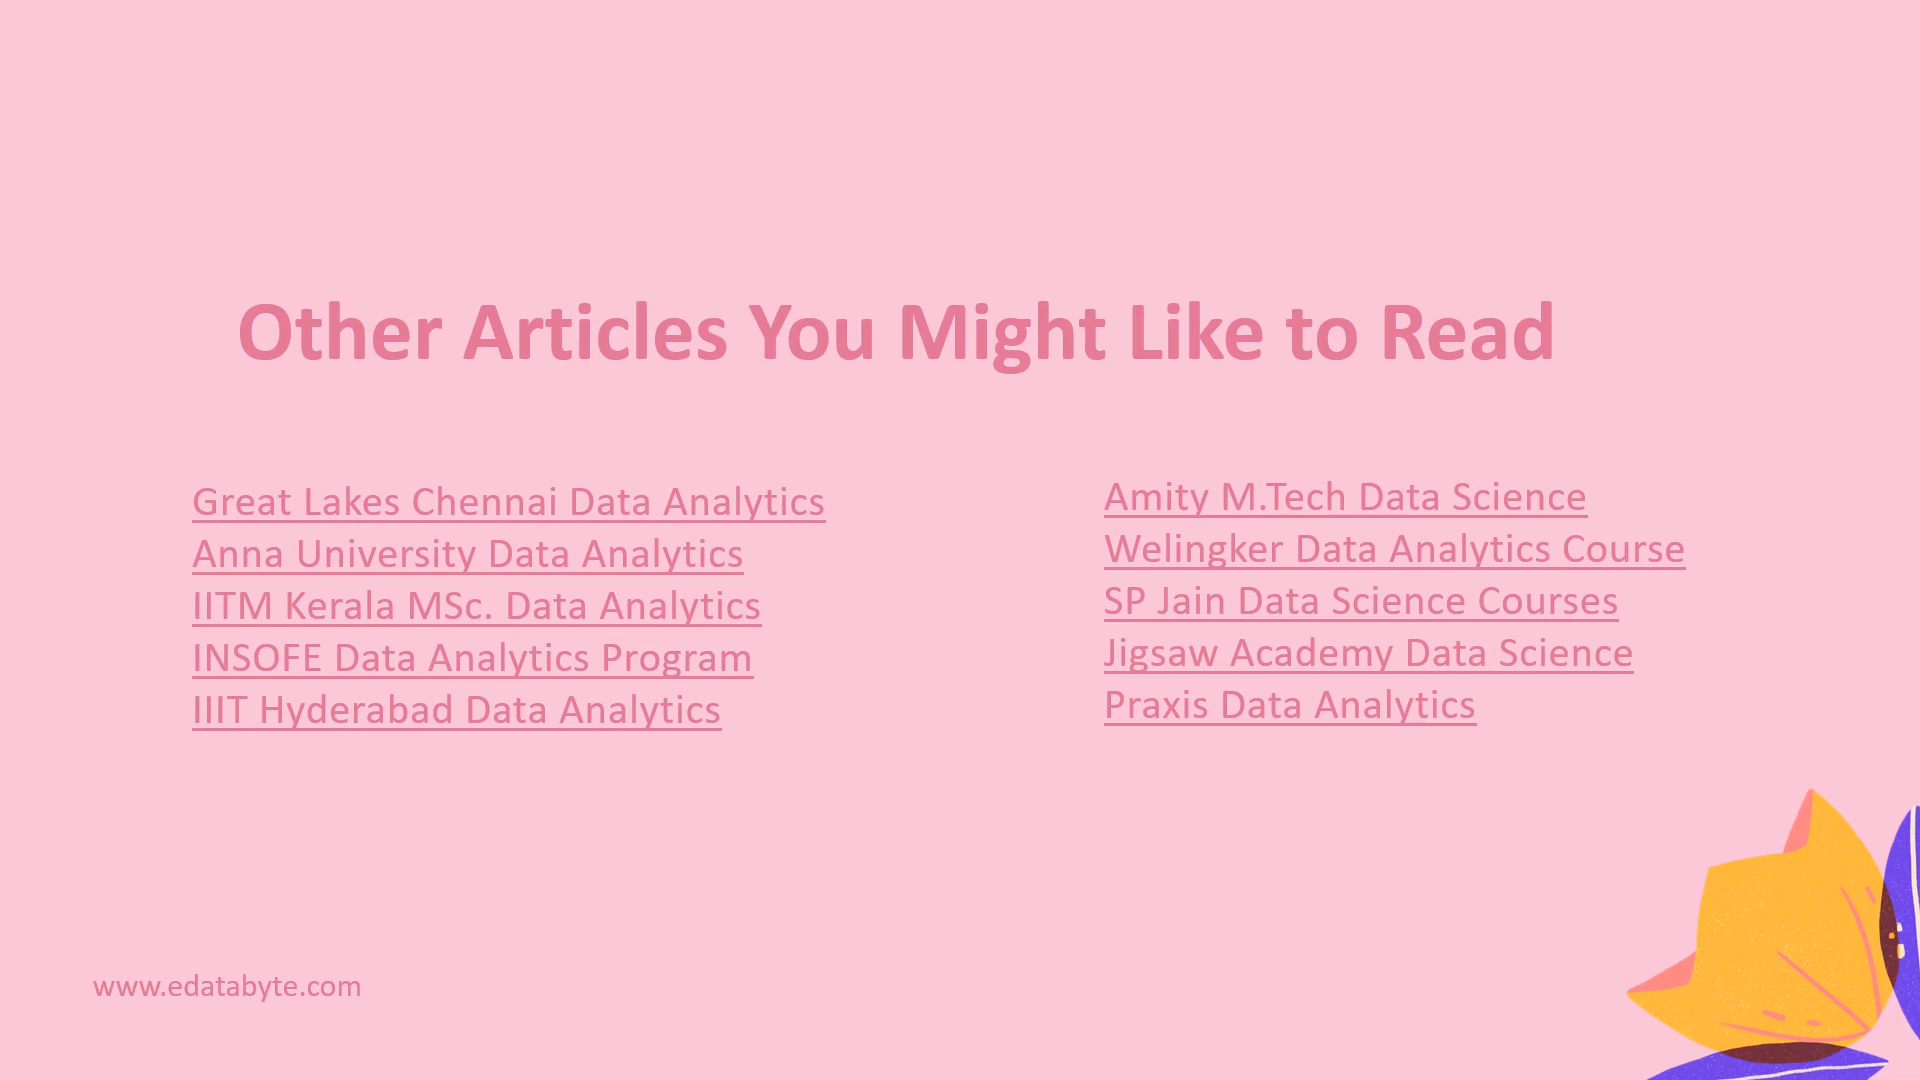 Other Articles You Might Like to Read
Great Lakes Chennai Data Analytics
Anna University Data Analytics
IITM Kerala MSc. Data Analytics
INSOFE Data Analytics Program
IIIT Hyderabad Data Analytics
Amity M.Tech Data Science
Welingker Data Analytics Course
SP Jain Data Science Courses
Jigsaw Academy Data Science
Praxis Data Analytics
www.edatabyte.com